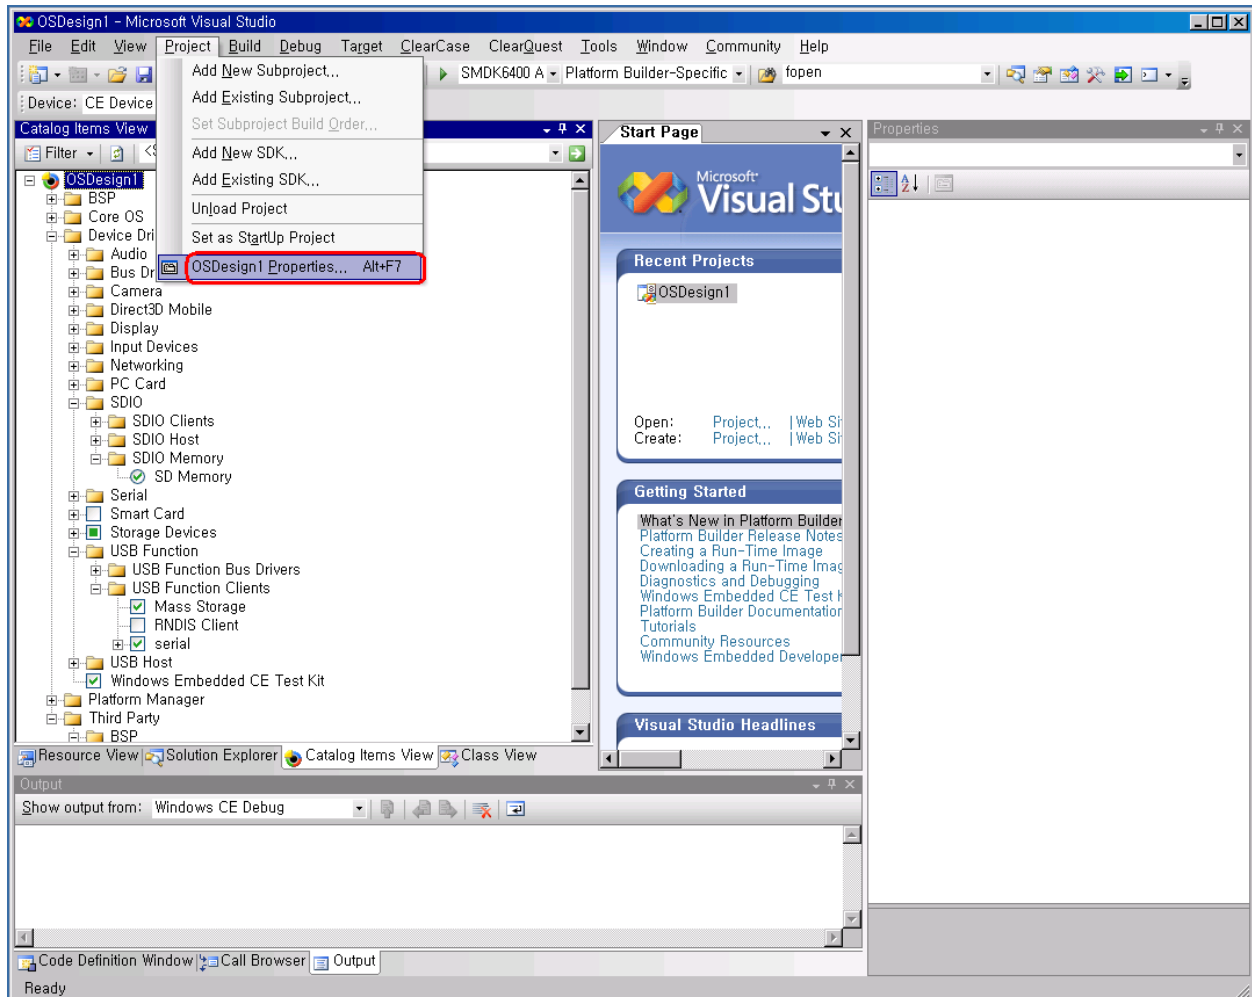 OSDesign1 - Microsoft Visual Studio
File Edit View Project Build Debug Target ClearCase ClearQuest Tools Window Community Help
SMDK6400 A Platform Builder-Specific fopen
Device: CE Device
Add New Subproject...
Add Existing Subproject...
Set Subproject Build Order...
Add New SDK...
Add Existing SDK...
Unload Project
Set as StartUp Project
OSDesign1 Properties... Alt+F7
Catalog Items View
Filter
OSDesign1
BSP
Core OS
Device Dri
Audio
Bus Dr
Camera
Direct3D Mobile
Display
Input Devices
Networking
PC Card
SDIO
SDIO Clients
SDIO Host
SDIO Memory
SD Memory
Serial
Smart Card
Storage Devices
USB Function
USB Function Bus Drivers
USB Function Clients
Mass Storage
RNDIS Client
serial
USB Host
Windows Embedded CE Test Kit
Platform Manager
Third Party
BSP
Resource View Solution Explorer Catalog Items View Class View
Start Page
Microsoft
Visual Stu
Recent Projects
OSDesign1
Open: Project... | Web Si
Create: Project... | Web Si
Getting Started
What's New in Platform Builder
Platform Builder Release Notes
Creating a Run-Time Image
Downloading a Run-Time Imag
Diagnostics and Debugging
Windows Embedded CE Test K
Platform Builder Documentation
Tutorials
Community Resources
Windows Embedded Developer
Visual Studio Headlines
Properties
Output
Show output from: Windows CE Debug
Code Definition Window Call Browser Output
Ready